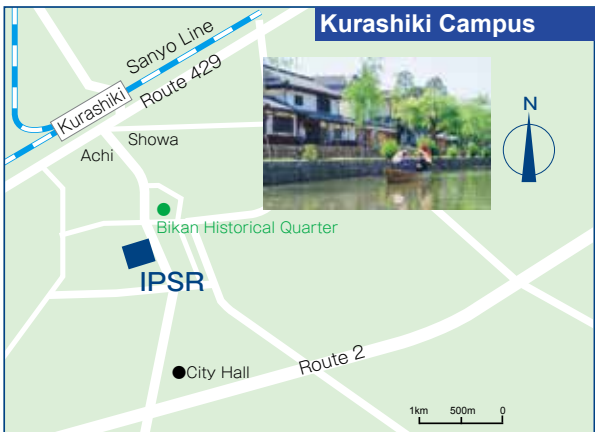 Kurashiki Campus
Sanyo Line
Route 429
Kurashiki
N
Showa
Achi
Bikan Historical Quarter
IPSR
Route 2
City Hall
1km 500m 0